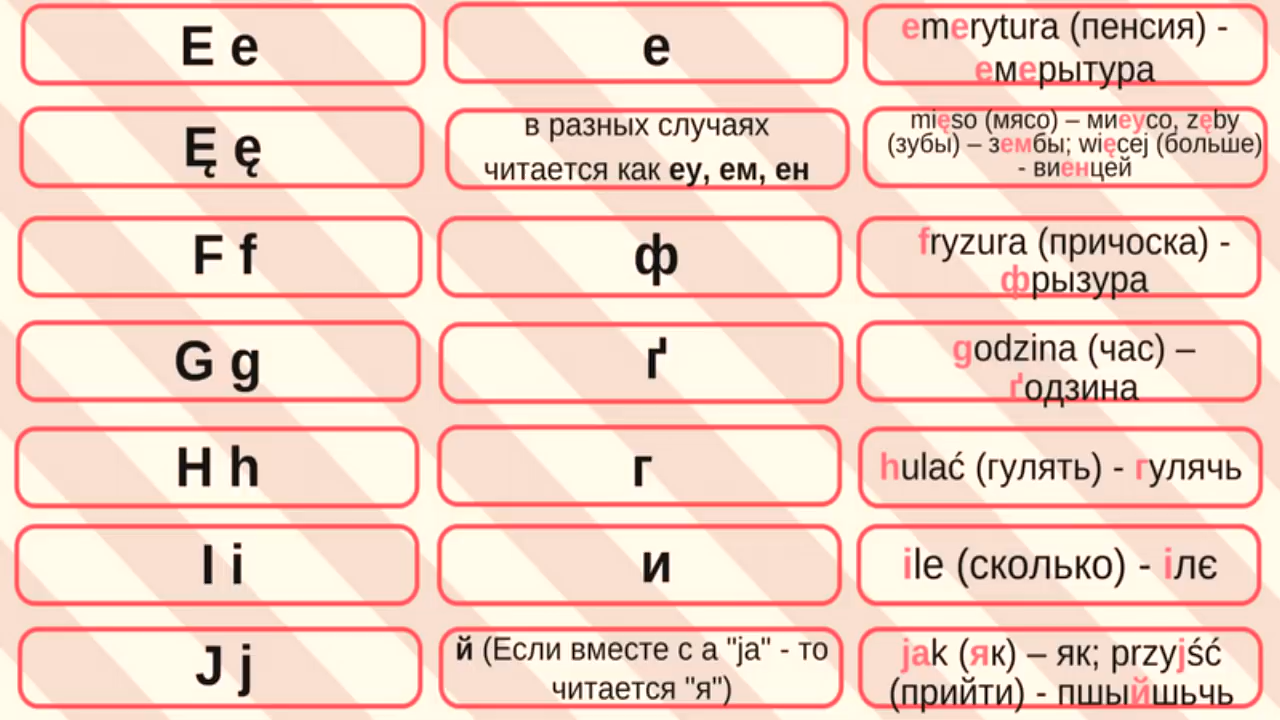 E e
е
emerytura (пенсия) -
емерытура
Ę ę
в разных случаях
читается как еу, ем, ен
mięso (мясо) – миеусо, zęby
(зубы) – зембы; więcej (больше)
- виенцей
F f
ф
fryzura (причоска) -
фрызура
G g
ґ
godzina (час) –
ґодзина
H h
г
hulać (гулять) - гулячь
I i
и
ile (сколько) - ілє
J j
й (Если вместе с а "ja" - то
читается "я")
jak (як) – як; przyjść
(прийти) - пшыйшьчь